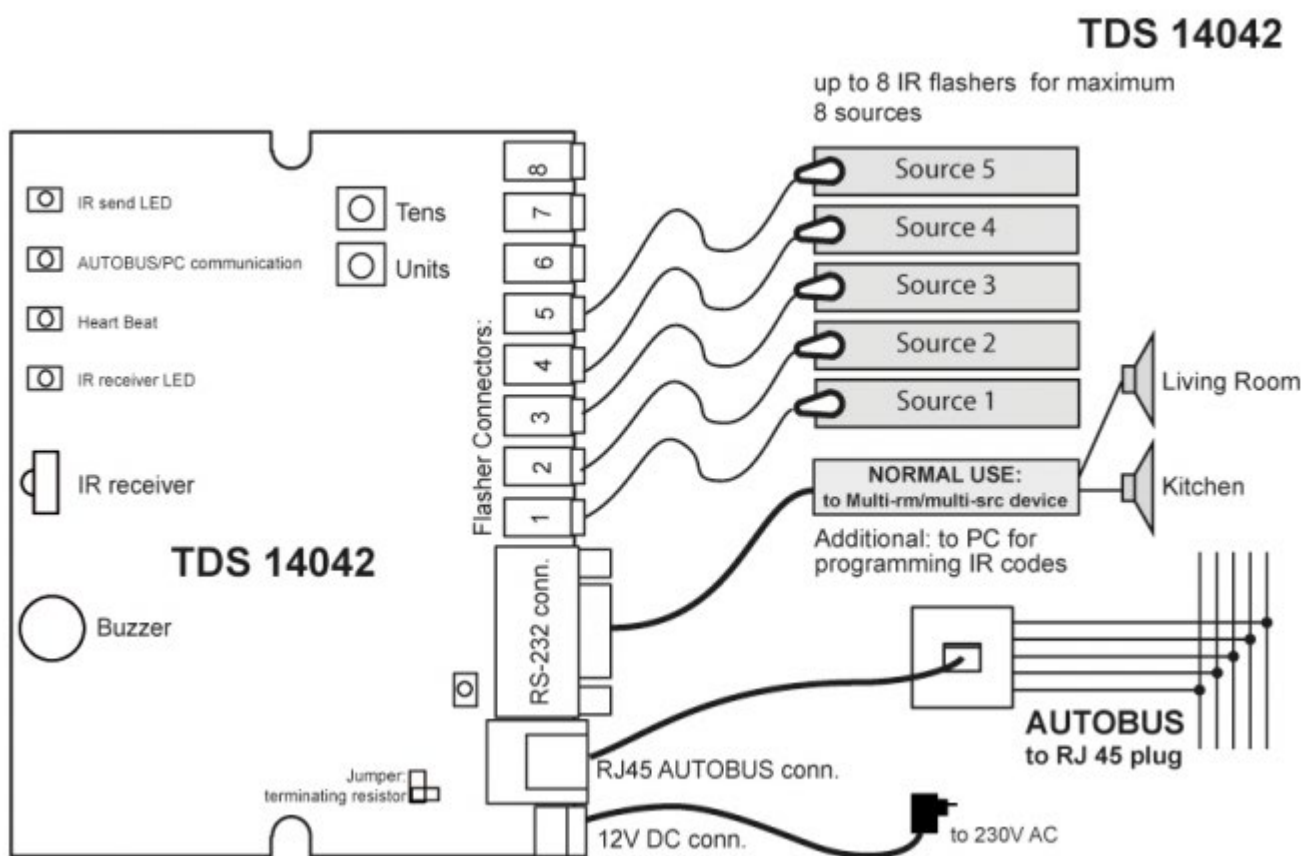 TDS 14042
up to 8 IR flashers for maximum
8 sources
IR send LED
AUTOBUS/PC communication
Heart Beat
IR receiver LED
IR receiver
TDS 14042
Buzzer
Tens
Units
Jumper:
terminating resistor
Flasher Connectors:
8
7
6
5
4
3
2
1
RS-232 conn.
RJ45 AUTOBUS conn.
12V DC conn.
Source 5
Source 4
Source 3
Source 2
Source 1
NORMAL USE:
to Multi-rm/multi-src device
Additional: to PC for
programming IR codes
Living Room
Kitchen
AUTOBUS
to RJ 45 plug
to 230V AC